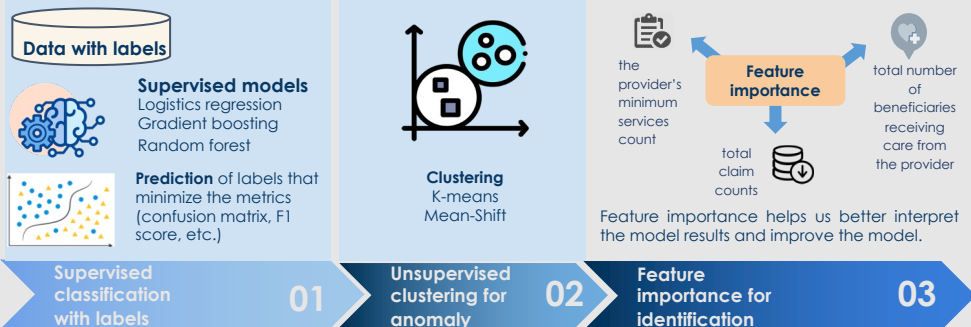 Data with labels
Supervised models
Logistics regression
Gradient boosting
Random forest
Prediction of labels that
minimize the metrics
(confusion matrix, F1
score, etc.)
Clustering
K-means
Mean-Shift
Feature
importance
the
provider's
minimum
services
count
total
claim
counts
total number
of
beneficiaries
receiving
care from
the provider
Feature importance helps us better interpret
the model results and improve the model.
Supervised
classification
with labels
01
Unsupervised
clustering for
anomaly
02
Feature
importance for
identification
03